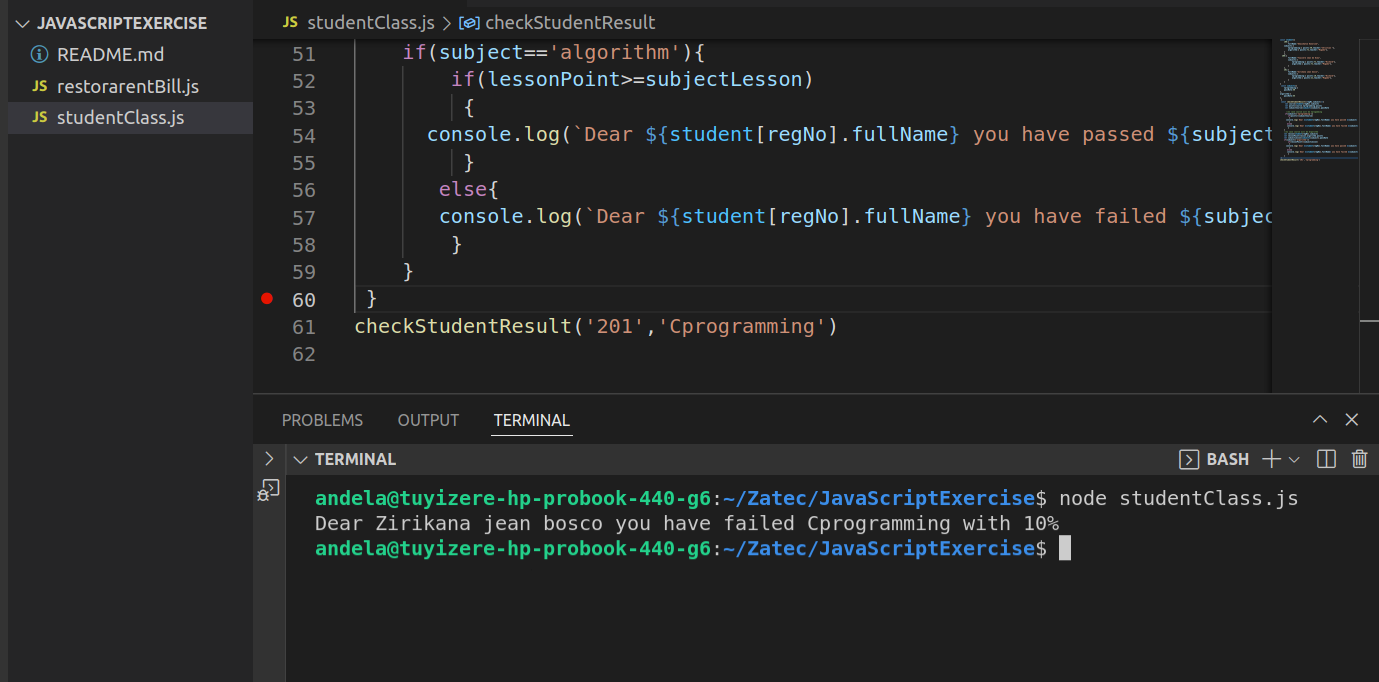 JAVASCRIPTEXERCISE
README.md
JS restorarentBill.js
JS studentClass.js
JS studentClass.js > checkStudentResult
51 if(subject=='algorithm'){
52 if(lessonPoint>=subjectLesson)
53 {
54 console.log(`Dear ${student[regNo].fullName} you have passed ${subject
55 }
56 else{
57 console.log(`Dear ${student[regNo].fullName} you have failed ${subjec
58 }
59 }
60 }
61 checkStudentResult('201','Cprogramming')
62
PROBLEMS OUTPUT TERMINAL
TERMINAL BASH
andela@tuyizere-hp-probook-440-g6:~/Zatec/JavaScriptExercise$ node studentClass.js
Dear Zirikana jean bosco you have failed Cprogramming with 10%
andela@tuyizere-hp-probook-440-g6:~/Zatec/JavaScriptExercise$